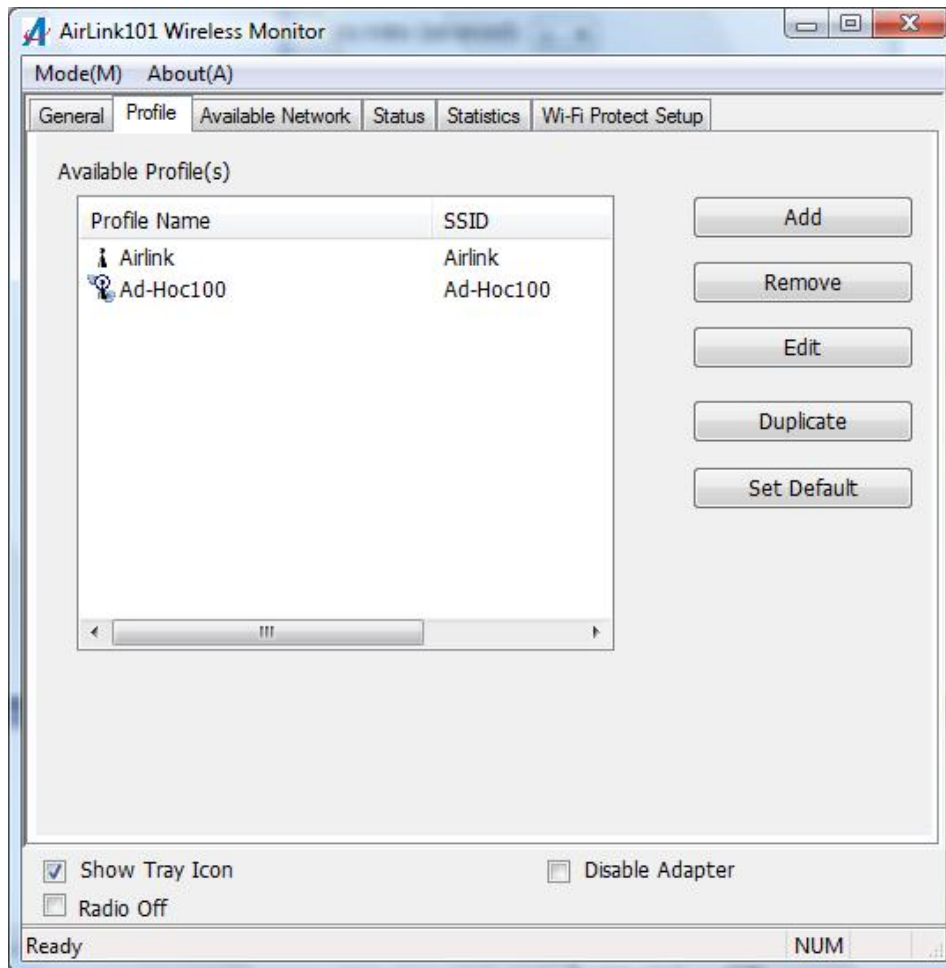 AirLink101 Wireless Monitor
Mode(M) About(A)
General Profile Available Network Status Statistics Wi-Fi Protect Setup
Available Profile(s)
Profile Name SSID
Airlink Airlink
Ad-Hoc100 Ad-Hoc100
Add
Remove
Edit
Duplicate
Set Default
Show Tray Icon Disable Adapter
Radio Off
Ready NUM